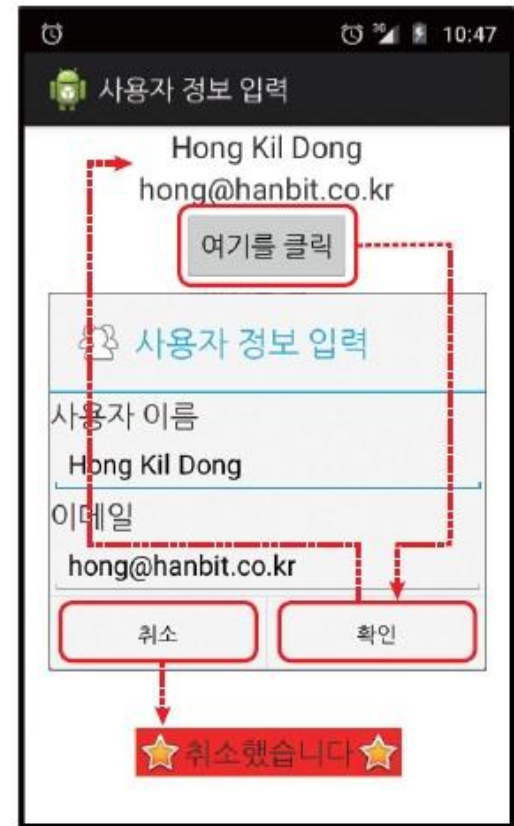 10:47
사용자 정보 입력
Hong Kil Dong
hong@hanbit.co.kr
여기를 클릭
사용자 정보 입력
사용자 이름
Hong Kil Dong
이메일
hong@hanbit.co.kr
취소
확인
취소했습니다